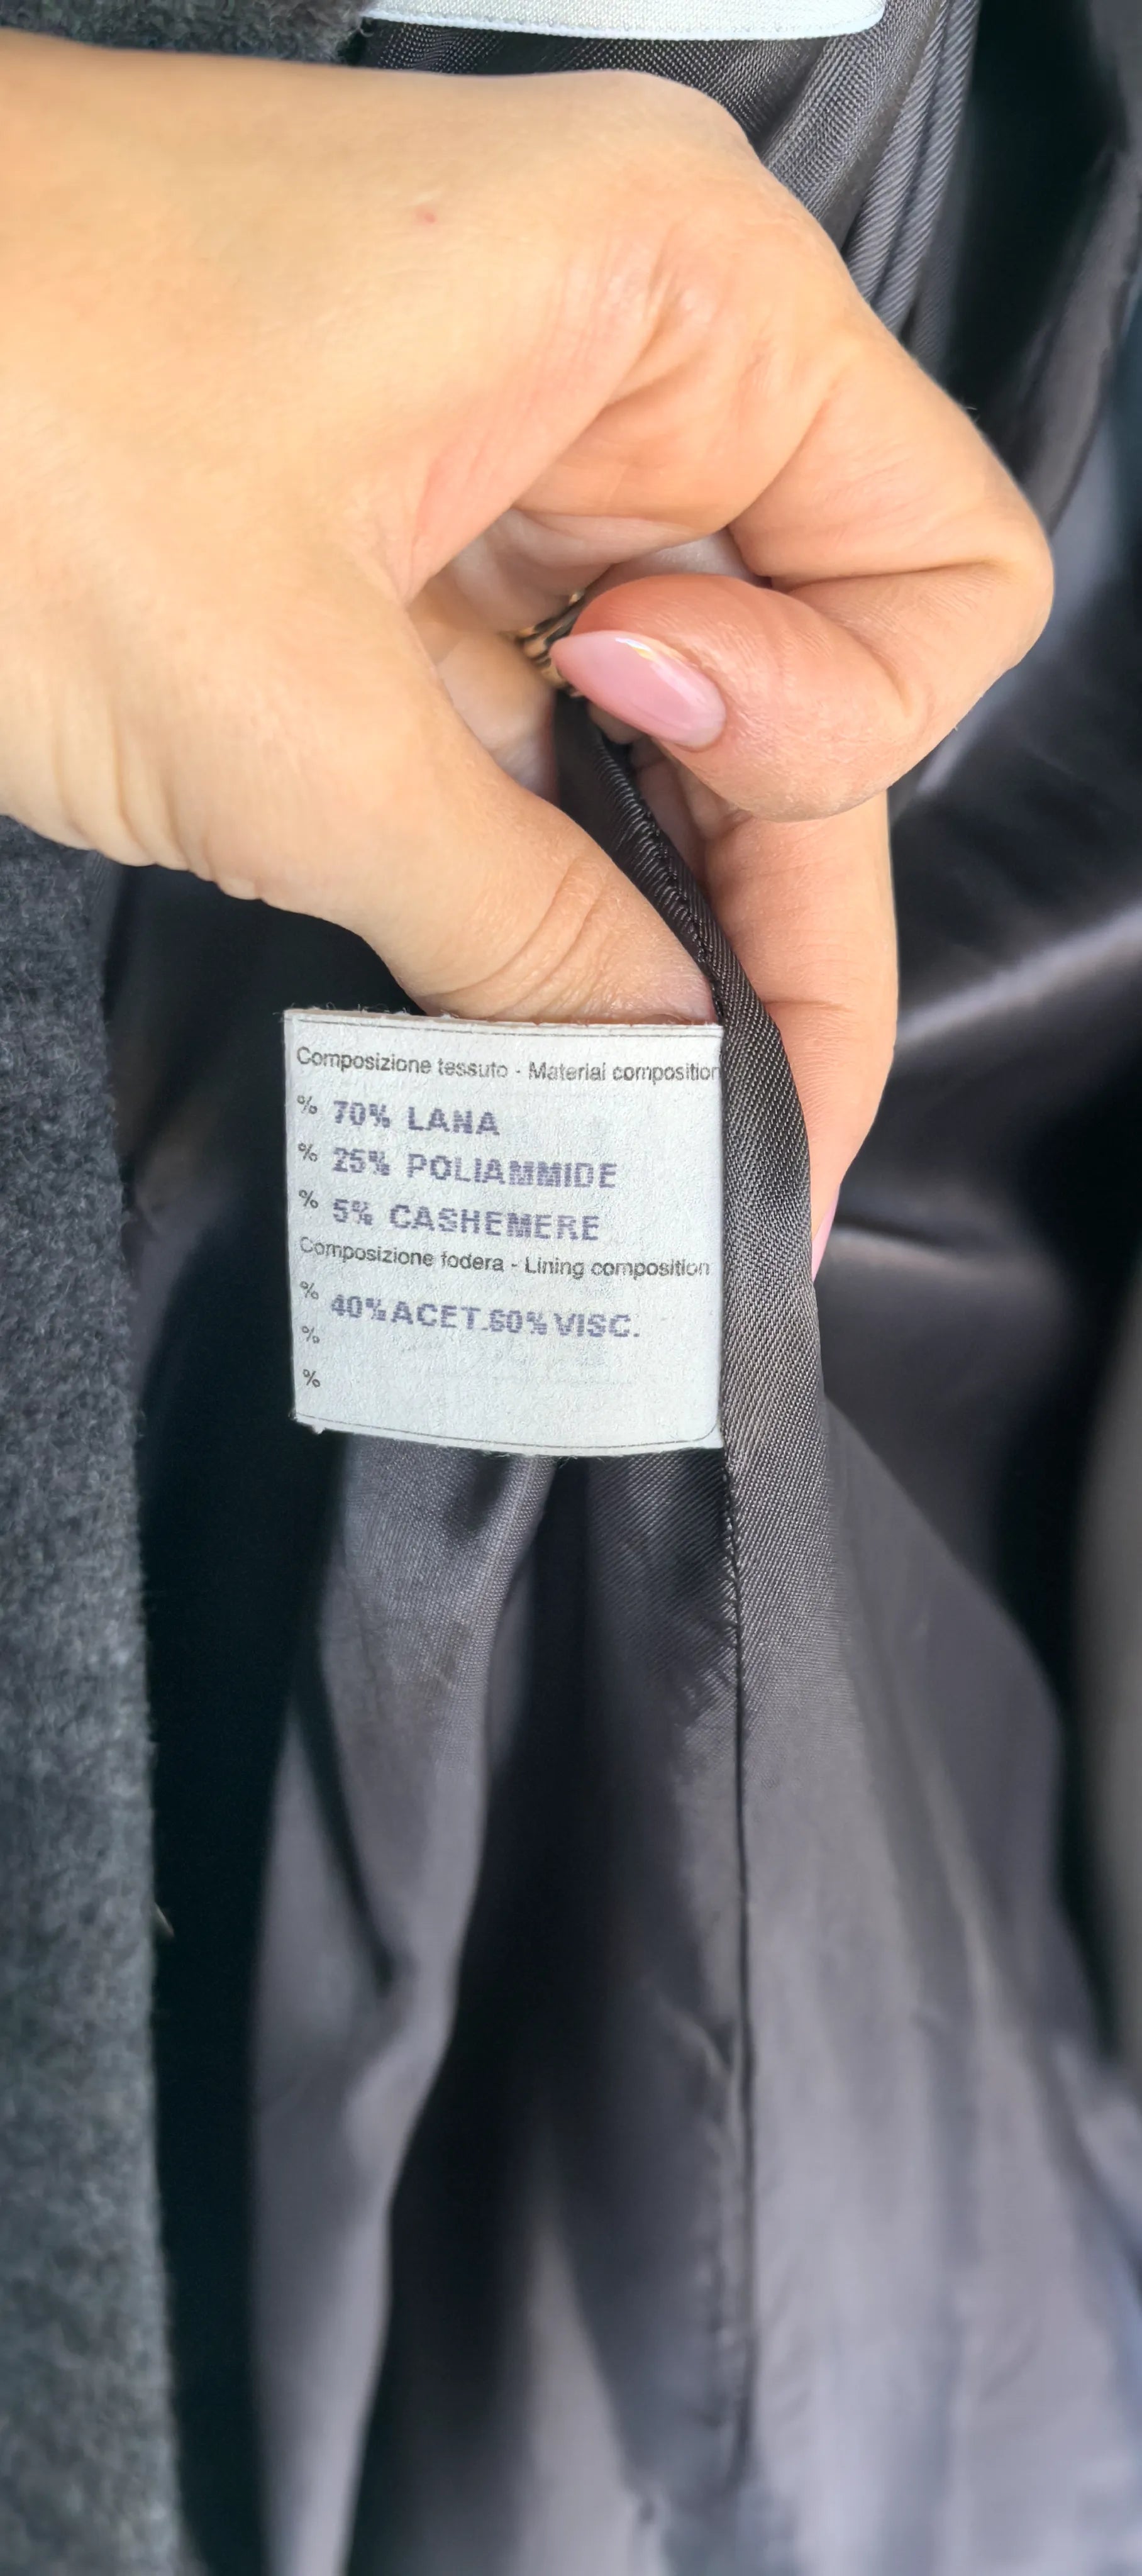 Composizione tessuto - Material composition
% 70% LANA
% 25% POLIAMMIDE
% 5% CASHEMERE
Composizione fodera - Lining composition
% 40% ACET.60% VISC.
%
%